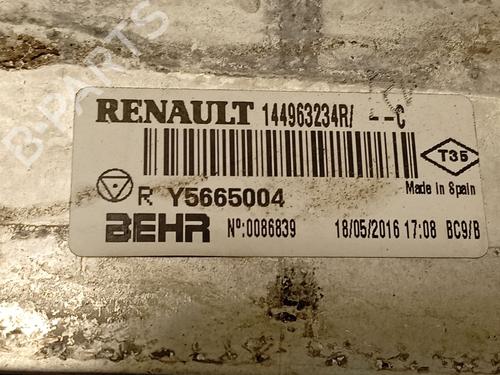 B-PARTS
RENAULT 144963234R/ --C
T35
Made in Spain
R Y5665004
BEHR Nº:0086839 18/05/2016 17:08 BC9/B